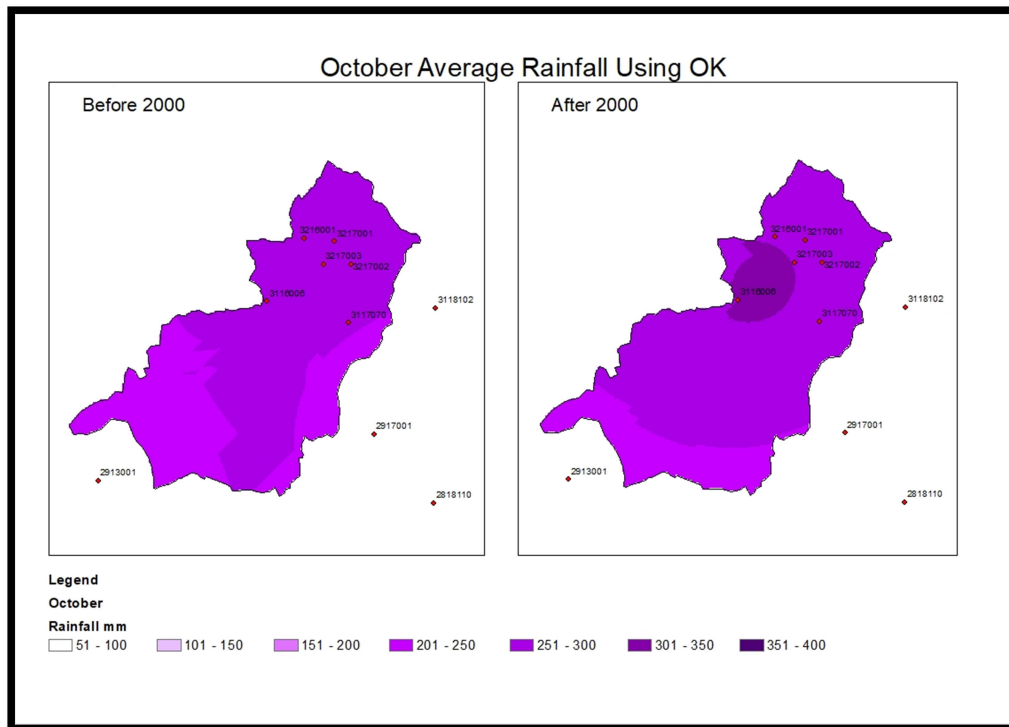 October Average Rainfall Using OK
Before 2000
3216001
3217001
3217003
3217002
3116006
3118102
3117070
2917001
2913001
2818110
After 2000
3216001
3217001
3217003
3217002
3116006
3118102
3117070
2917001
2913001
2818110
Legend
October
Rainfall mm
51 - 100 101 - 150 151 - 200 201 - 250 251 - 300 301 - 350 351 - 400